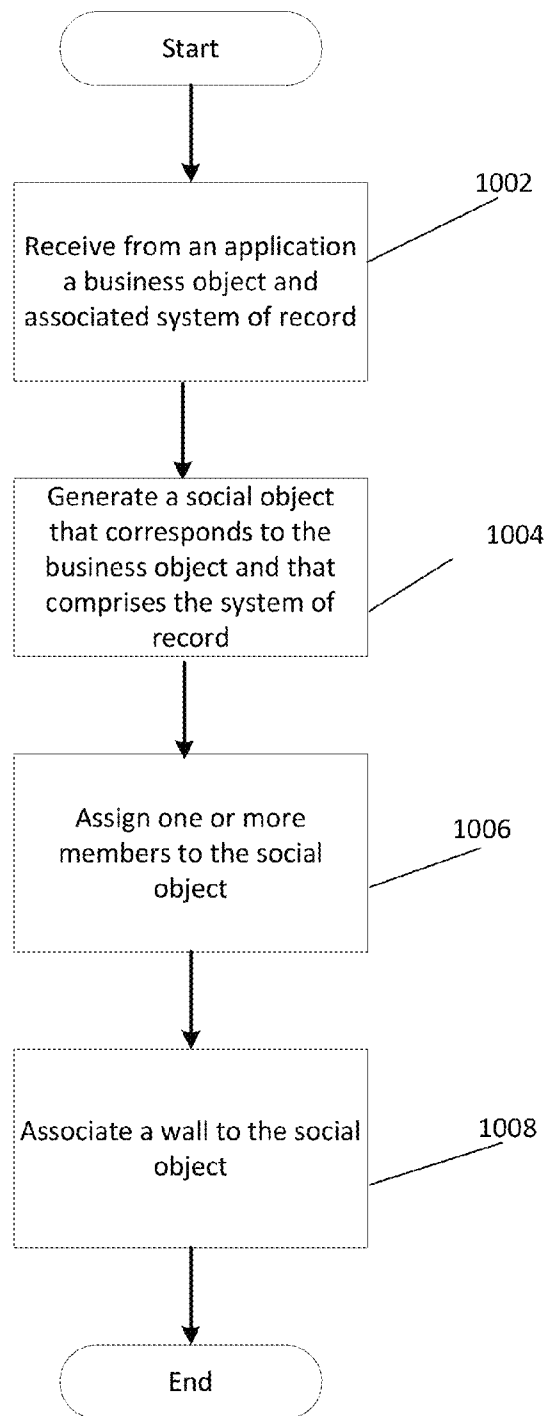 Start
1002
Receive from an application
a business object and
associated system of record
Generate a social object
that corresponds to the
business object and that
comprises the system of
record
1004
Assign one or more
members to the social
object
1006
Associate a wall to the social
object
1008
End